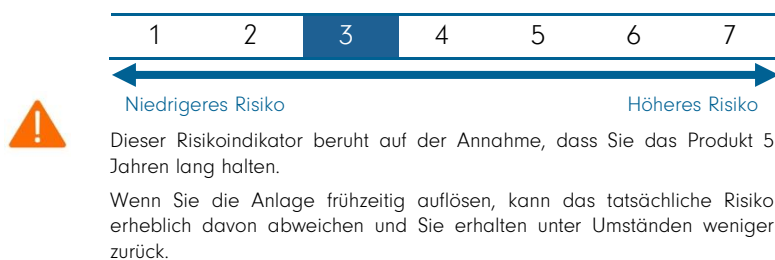 1 2 3 4 5 6 7
Niedrigeres Risiko Höheres Risiko
Dieser Risikoindikator beruht auf der Annahme, dass Sie das Produkt 5
Jahren lang halten.
Wenn Sie die Anlage frühzeitig auflösen, kann das tatsächliche Risiko
erheblich davon abweichen und Sie erhalten unter Umständen weniger
zurück.